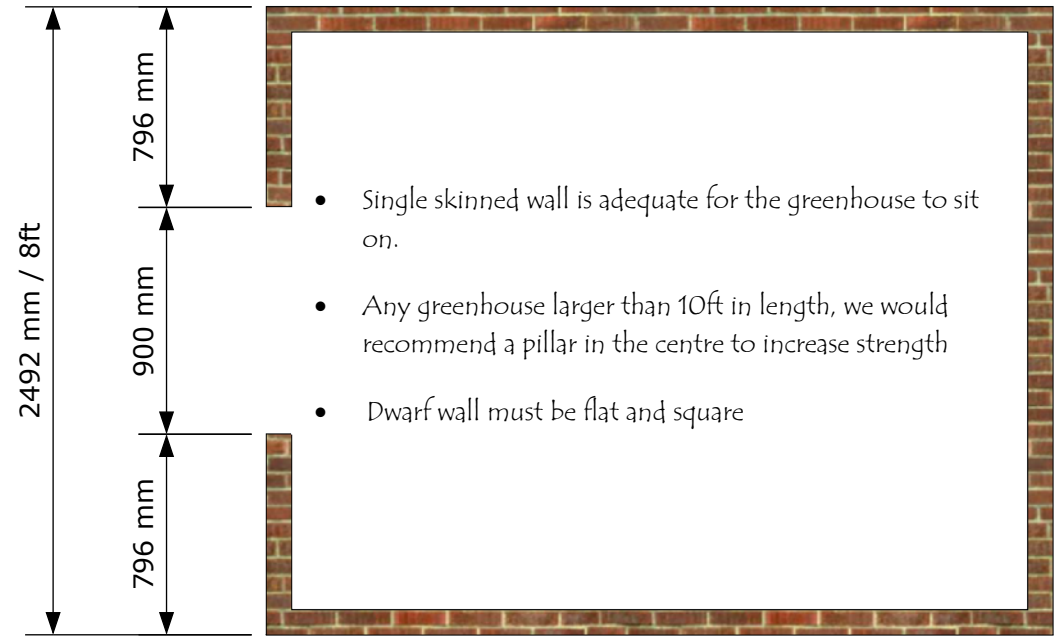 796 mm
2492 mm / 8ft
900 mm
796 mm
• Single skinned wall is adequate for the greenhouse to sit
on.
• Any greenhouse larger than 10ft in length, we would
recommend a pillar in the centre to increase strength
• Dwarf wall must be flat and square